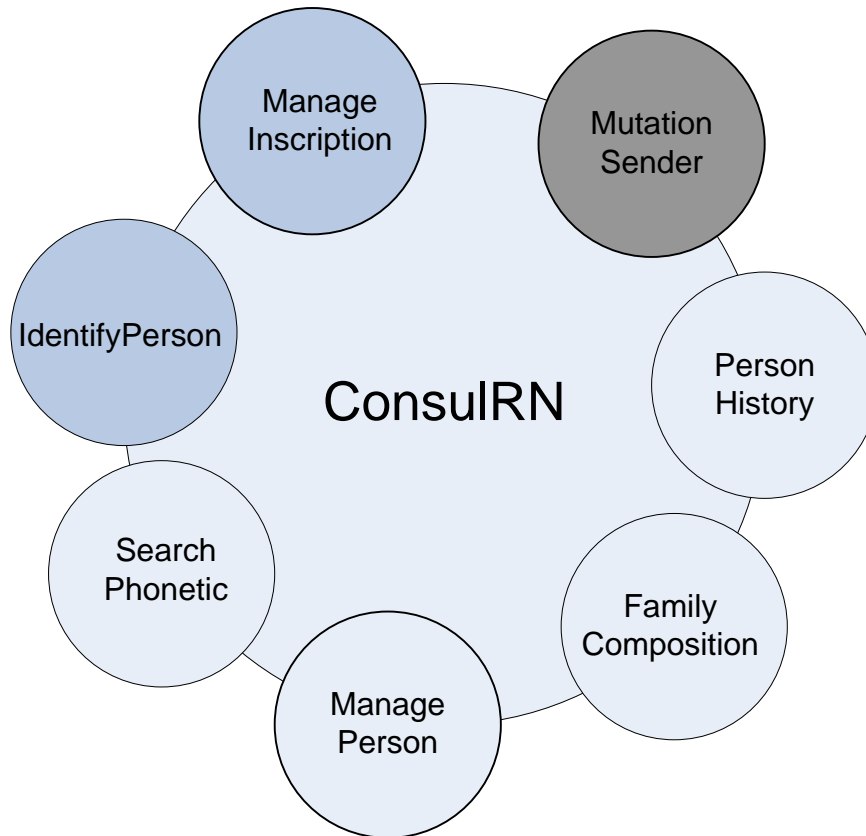 Manage
Inscription
Mutation
Sender
IdentifyPerson
Person
History
ConsulRN
Search
Phonetic
Family
Composition
Manage
Person